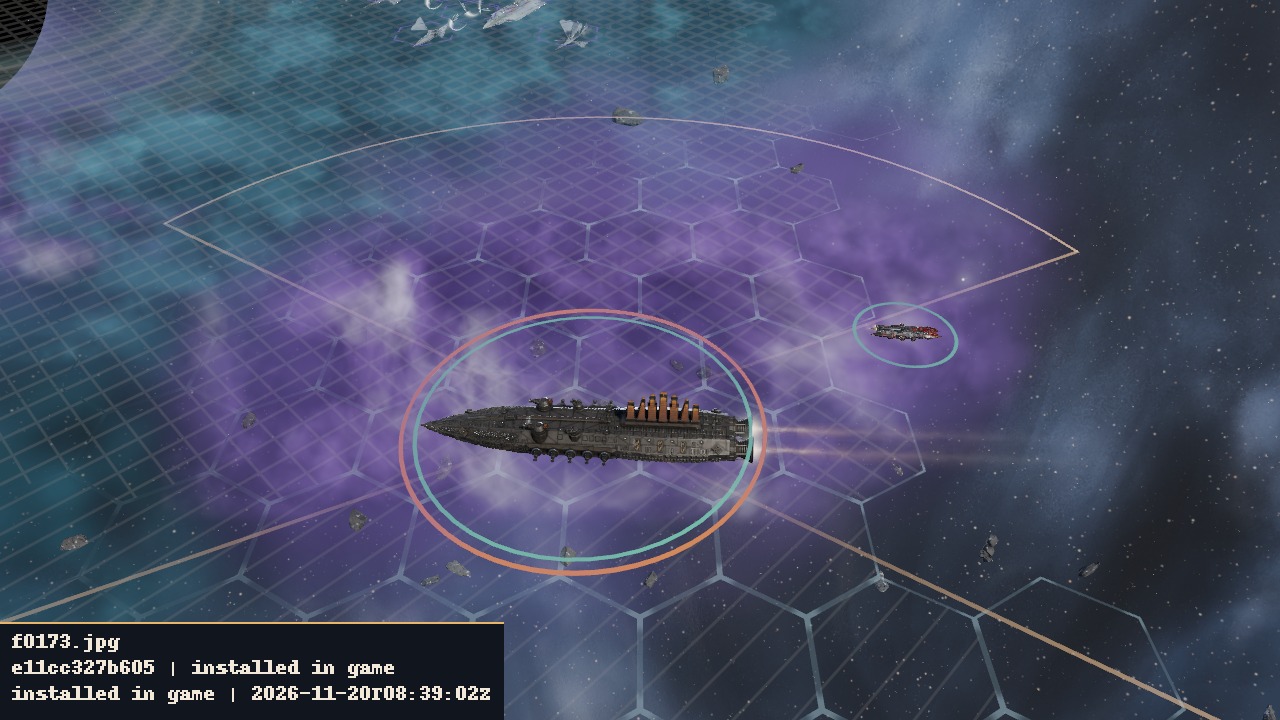 f0173.jpg
e11cc327b605 | installed in game
installed in game | 2026-11-20T08:39:02Z